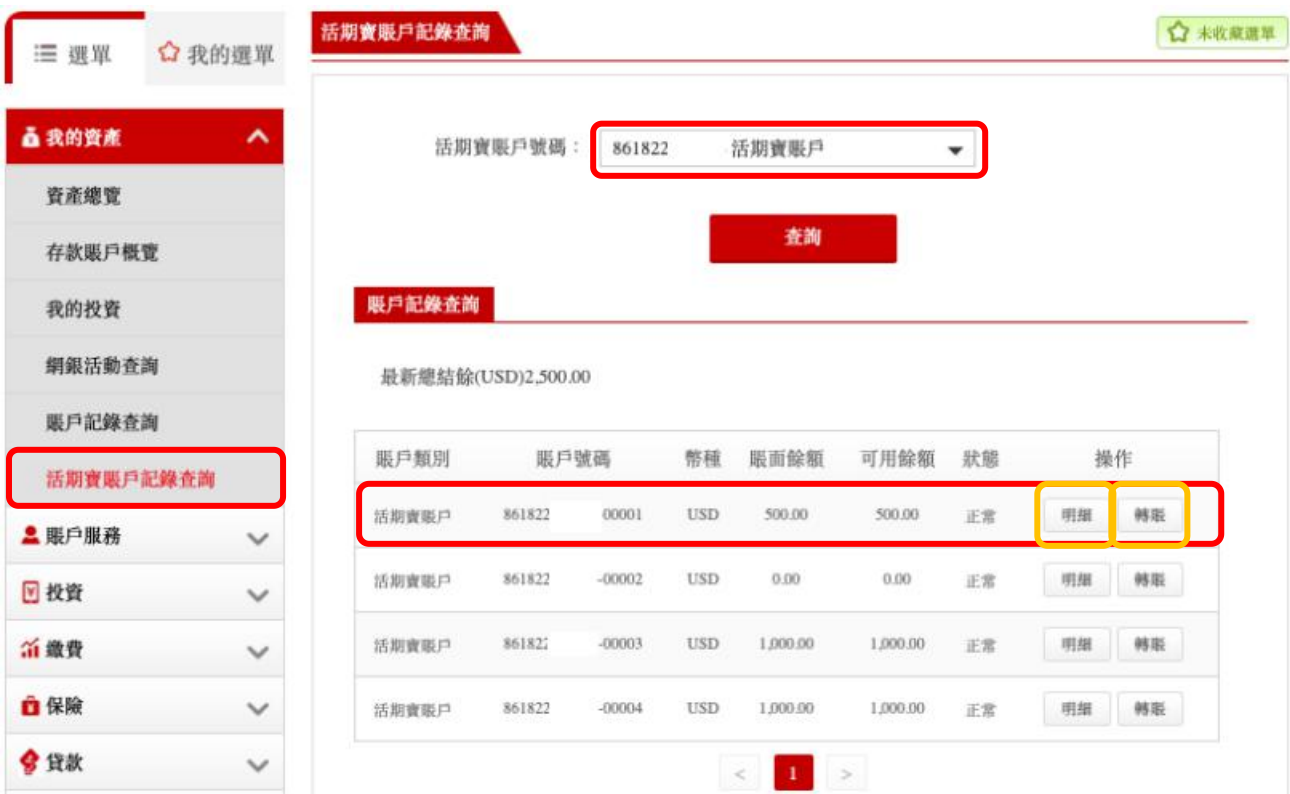 選單
我的選單
活期寶賬戶記錄查詢
未收藏選單
我的資產
資產總覽
存款賬戶概覽
我的投資
網銀活動查詢
賬戶記錄查詢
活期寶賬戶記錄查詢
賬戶服務
投資
繳費
保險
貸款
活期寶賬戶號碼：
861822 活期寶賬戶
查詢
賬戶記錄查詢
最新總結餘(USD)2,500.00
賬戶類別 賬戶號碼 幣種 賬面餘額 可用餘額 狀態 操作
活期寶賬戶 861822 00001 USD 500.00 500.00 正常 明細 轉賬
活期寶賬戶 861822 -00002 USD 0.00 0.00 正常 明細 轉賬
活期寶賬戶 861822 -00003 USD 1,000.00 1,000.00 正常 明細 轉賬
活期寶賬戶 861822 -00004 USD 1,000.00 1,000.00 正常 明細 轉賬
< 1 >